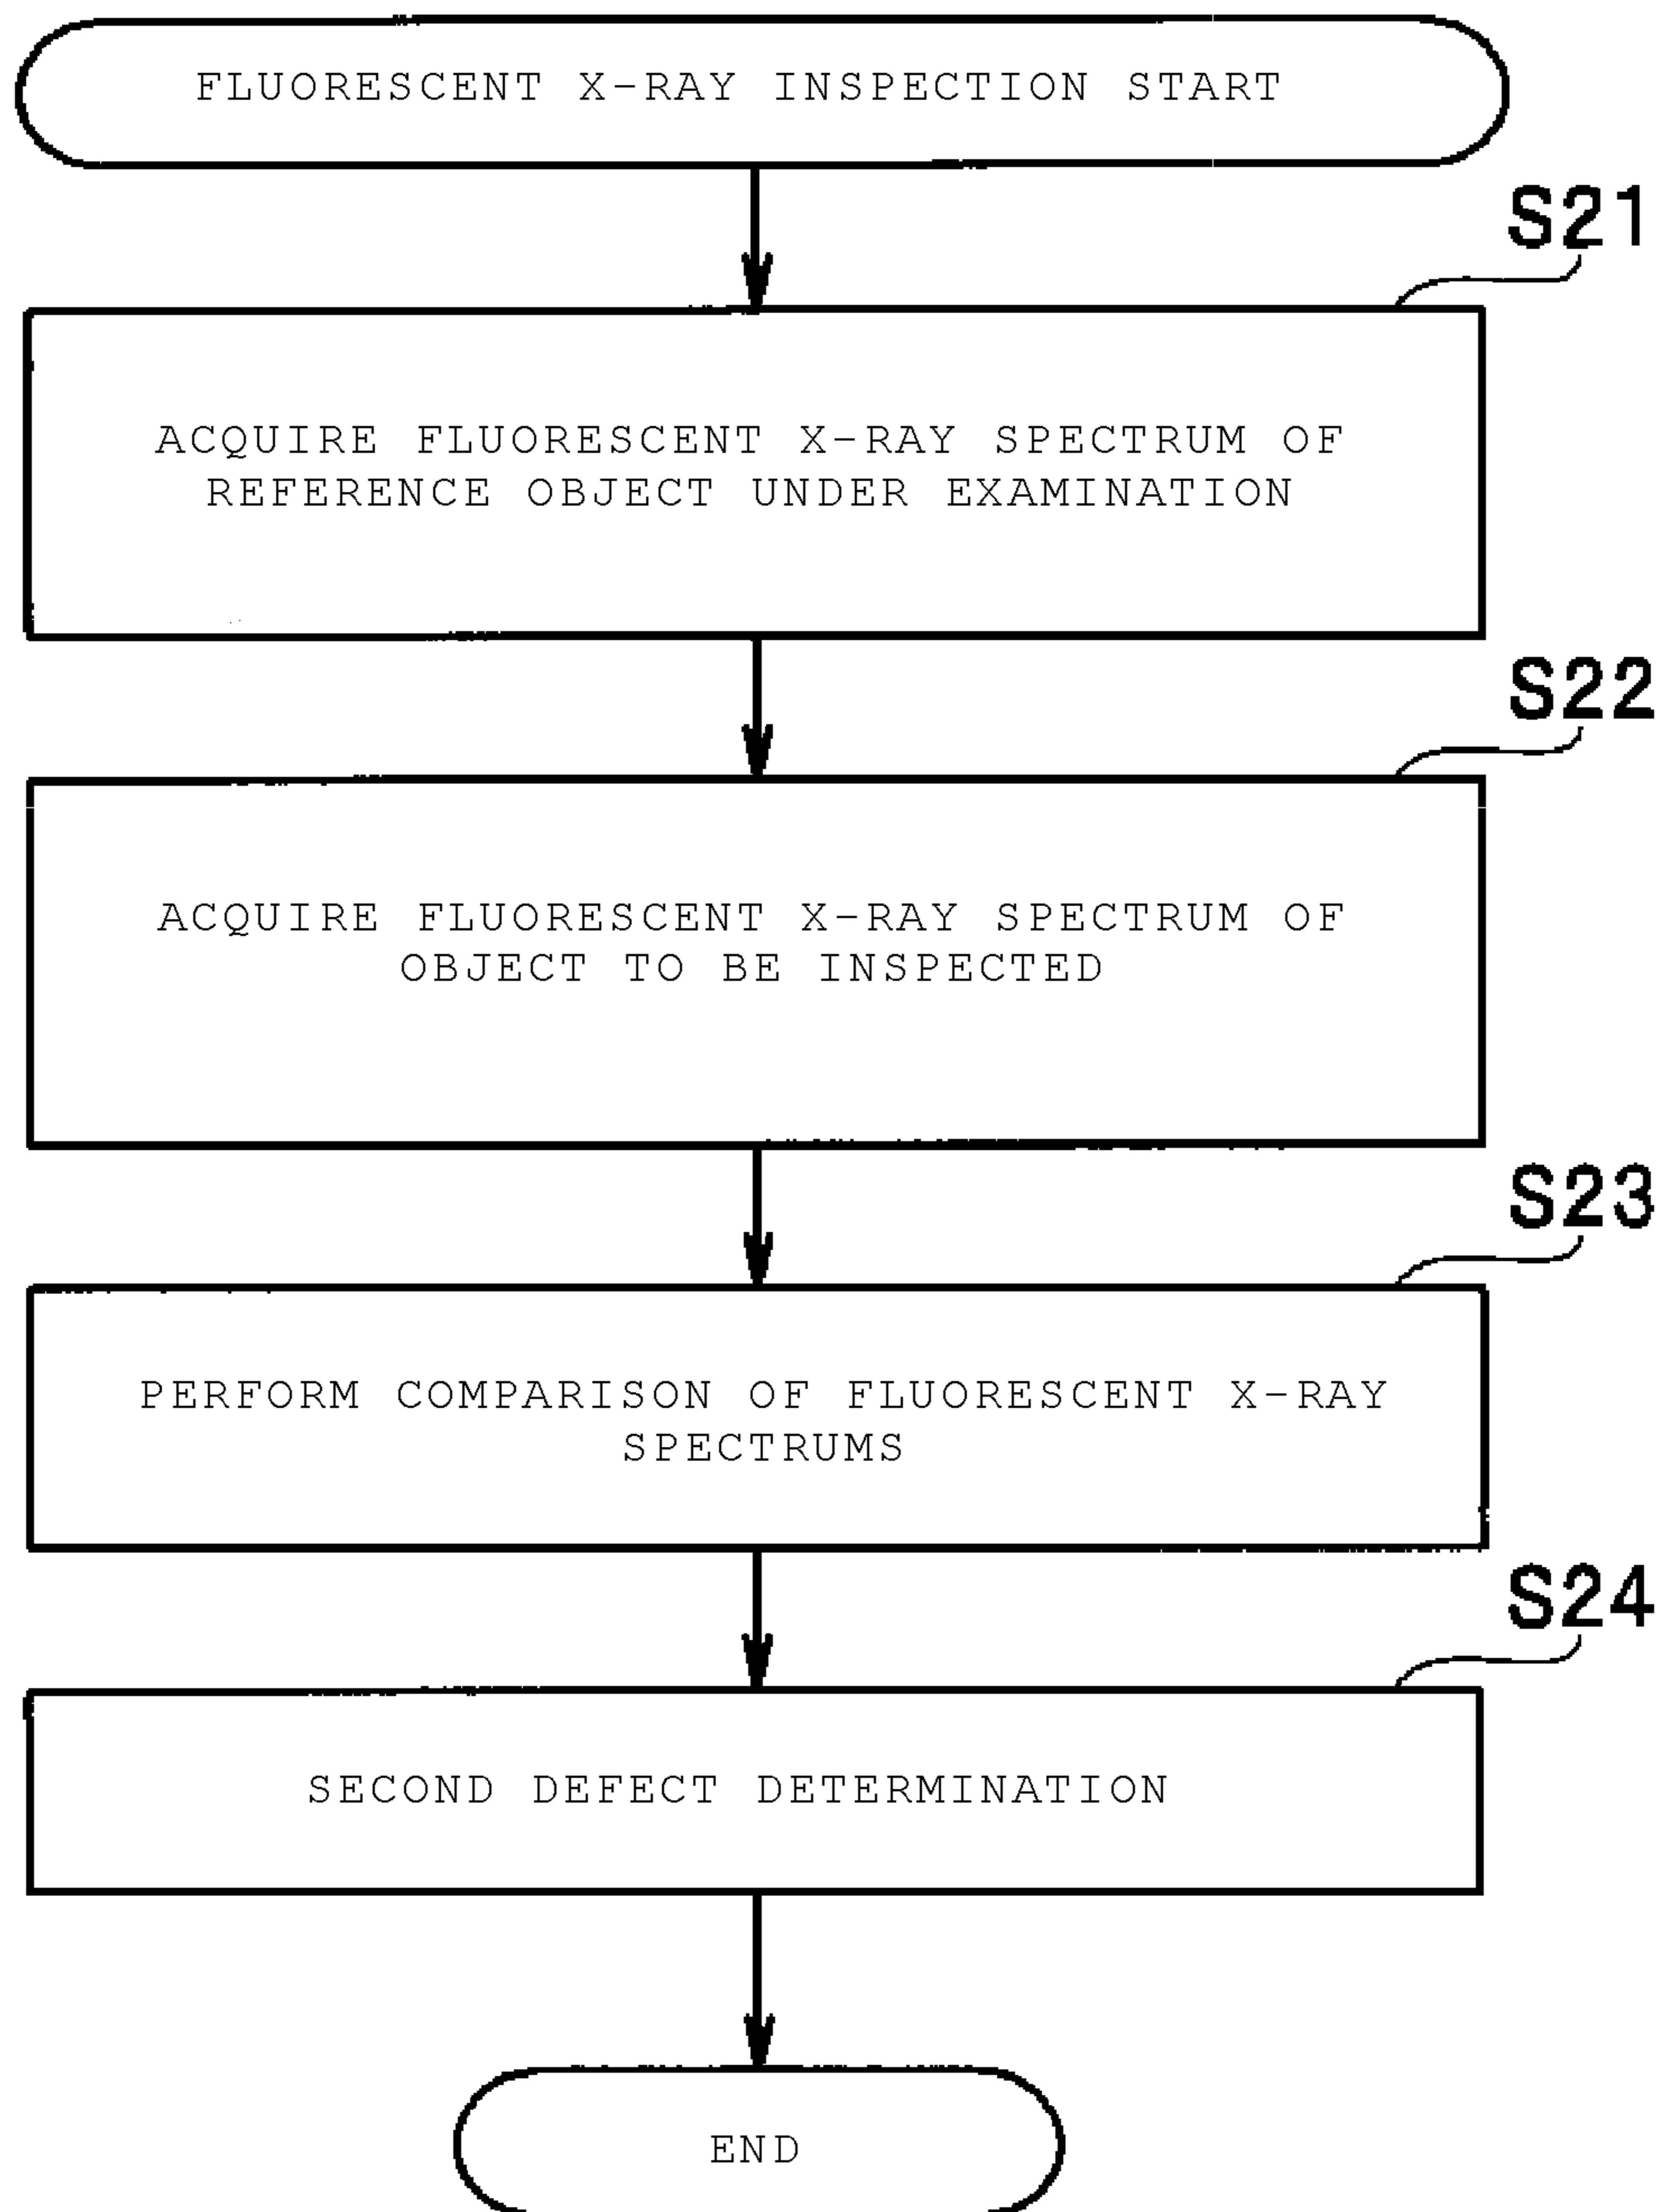 FLUORESCENT X-RAY INSPECTION START
S21
ACQUIRE FLUORESCENT X-RAY SPECTRUM OF
REFERENCE OBJECT UNDER EXAMINATION
S22
ACQUIRE FLUORESCENT X-RAY SPECTRUM OF
OBJECT TO BE INSPECTED
S23
PERFORM COMPARISON OF FLUORESCENT X-RAY
SPECTRUMS
S24
SECOND DEFECT DETERMINATION
END